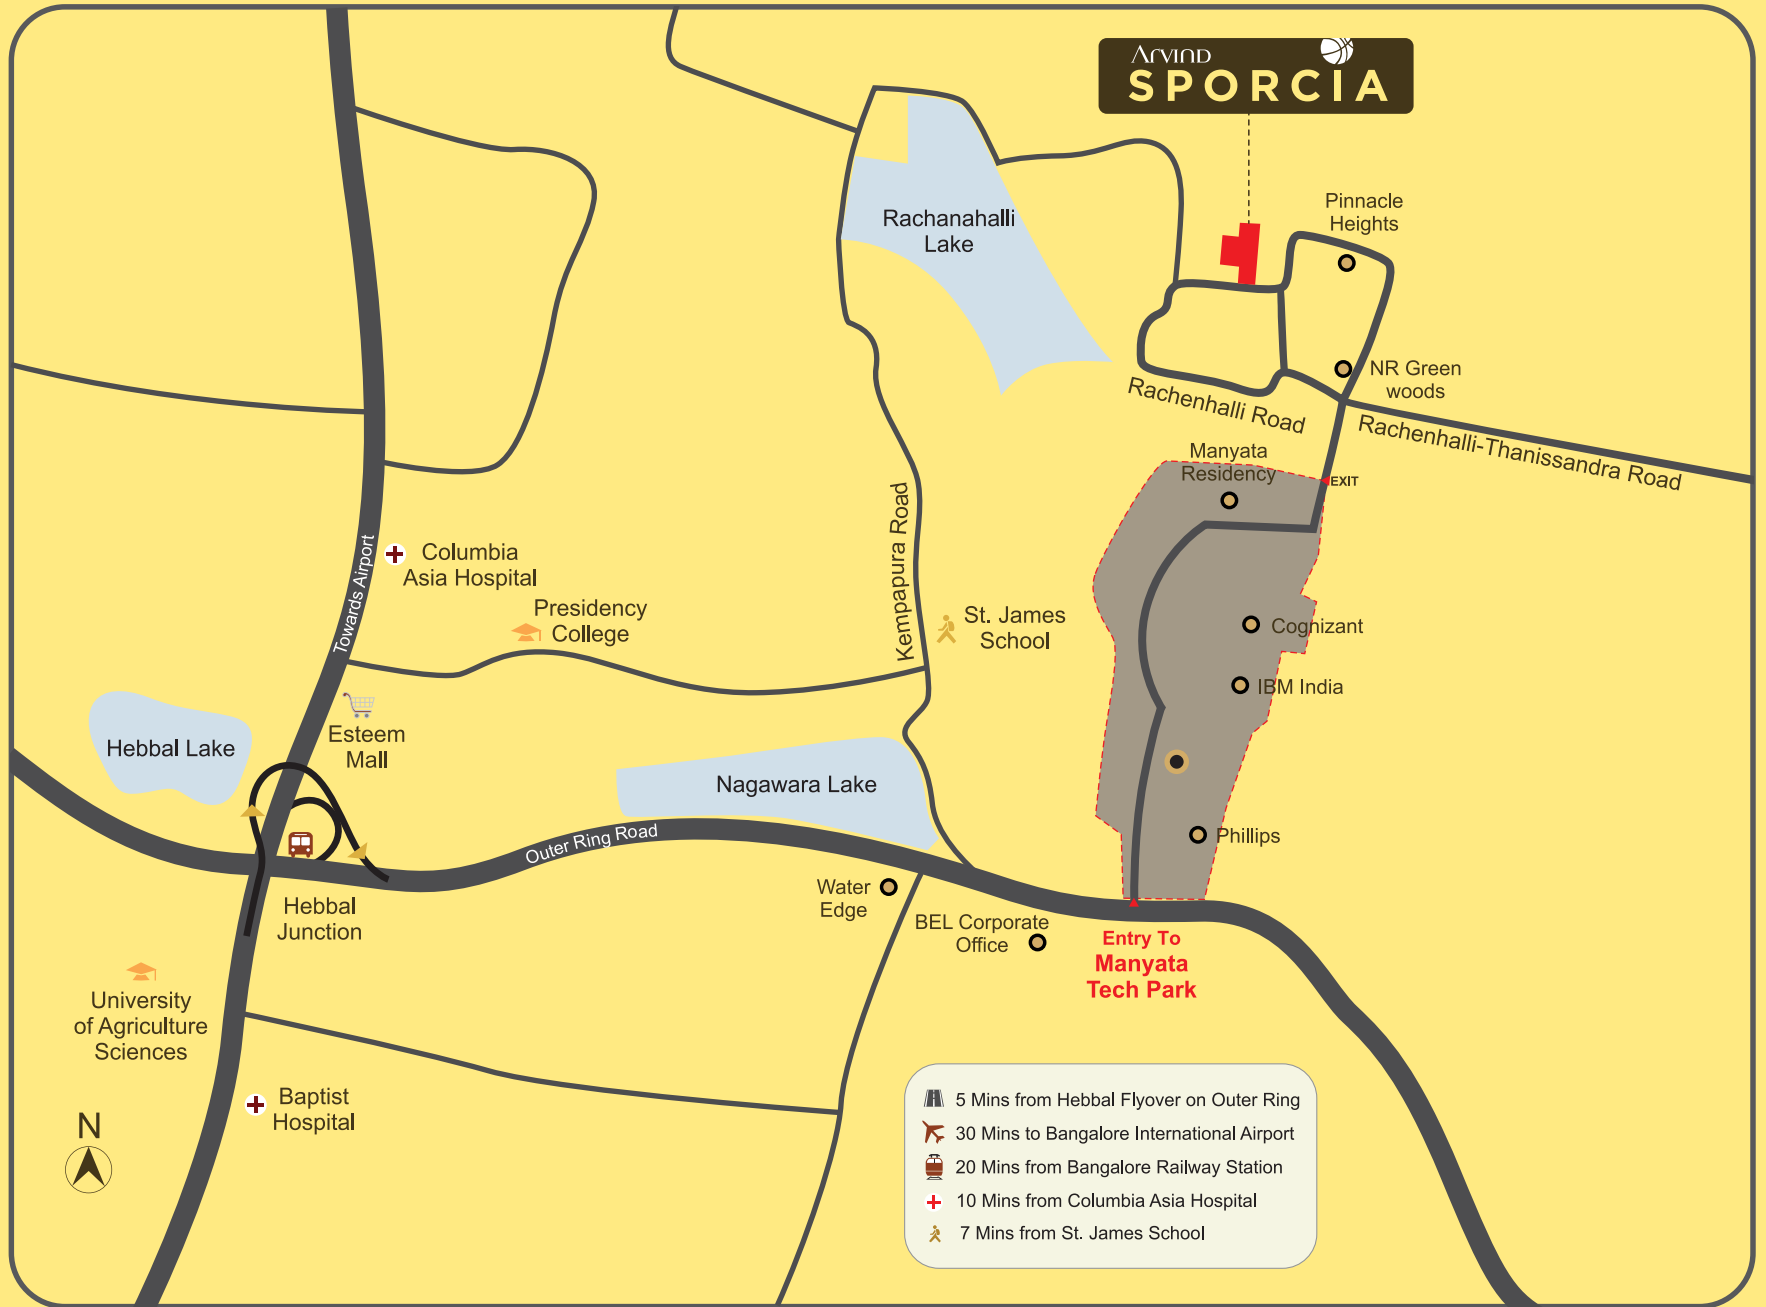 Arvind
SPORCIA
Pinnacle
Heights
Rachanahalli
Lake
NR Green
woods
Rachenhalli Road
Rachenhalli-Thanissandra Road
Manyata
Residency
EXIT
Kempapura Road
Towards Airport
Columbia
Asia Hospital
Presidency
College
St. James
School
Cognizant
IBM India
Esteem
Mall
Hebbal Lake
Nagawara Lake
Outer Ring Road
Phillips
Water
Edge
Hebbal
Junction
BEL Corporate
Office
Entry To
Manyata
Tech Park
University
of Agriculture
Sciences
Baptist
Hospital
N
5 Mins from Hebbal Flyover on Outer Ring
30 Mins to Bangalore International Airport
20 Mins from Bangalore Railway Station
10 Mins from Columbia Asia Hospital
7 Mins from St. James School